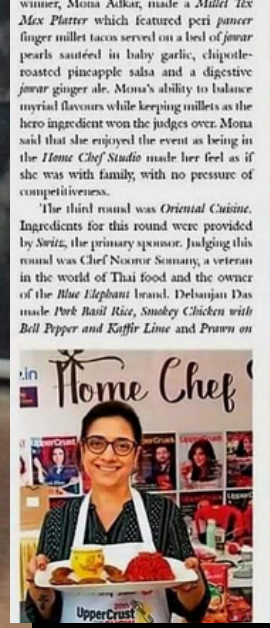 winner, Mona Adkar, made a Millet Tex
Mex Platter which featured peri paneer
finger millet tacos served on a bed of jowar
pearls sautéed in baby garlic, chipotle-
roasted pineapple salsa and a digestive
jowar ginger ale. Mona's ability to balance
myriad flavours while keeping millets as the
hero ingredient won the judges over. Mona
said that she enjoyed the event as being in
the Home Chef Studio made her feel as if
she was with family, with no pressure of
competitiveness.
The third round was Oriental Cuisine.
Ingredients for this round were provided
by Switz, the primary sponsor. Judging this
round was Chef Nooror Somany, a veteran
in the world of Thai food and the owner
of the Blue Elephant brand. Debanjan Das
made Pork Basil Rice, Smokey Chicken with
Bell Pepper and Kaffir Lime and Prawn on
.in
Home Chef
UpperCrust
UpperCrust
UpperCrust